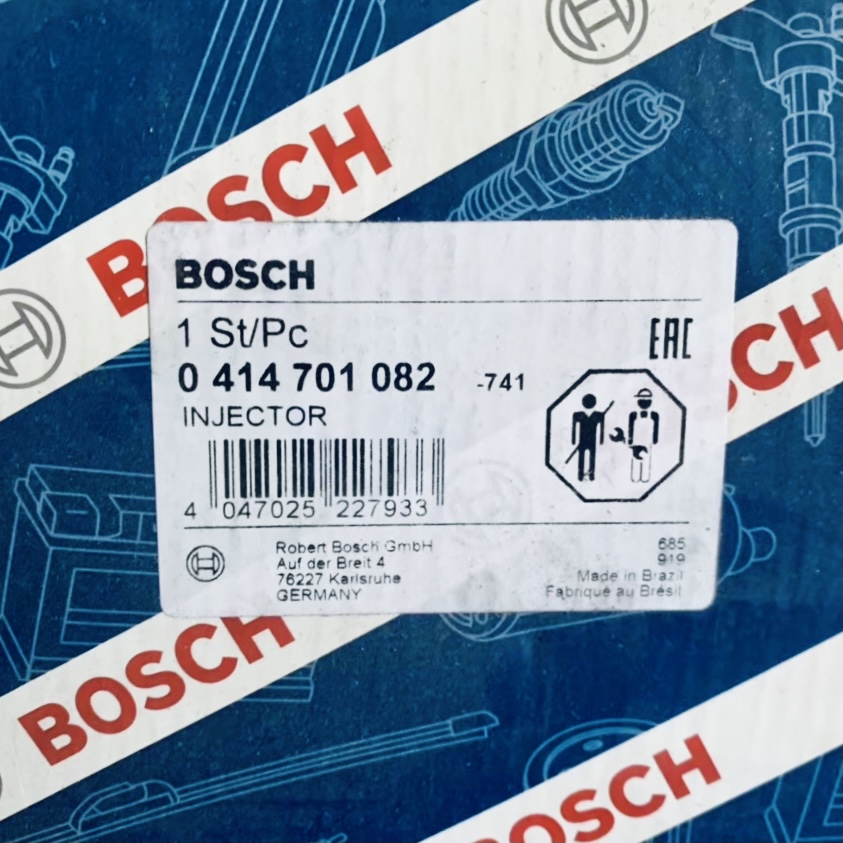 BOSCH
BOSCH
1 St/Pc
EAC
0 414 701 082 -741
INJECTOR
4 047025 227933
Robert Bosch GmbH
Auf der Breit 4
76227 Karlsruhe
GERMANY
685
919
Made in Brazil
Fabriqué au Brésil
SCH
BOSCH
BOSCH